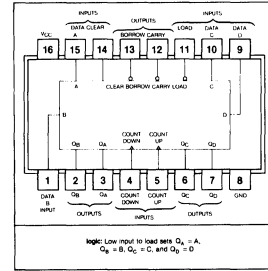 INPUTS OUTPUTS INPUTS
DATA CLEAR BORROW CARRY LOAD DATA DATA
VCC A C D
16 15 14 13 12 11 10 9
A CLEAR BORROW CARRY LOAD C
B D
COUNT COUNT
QB QA DOWN UP QC QD
1 2 3 4 5 6 7 8
DATA QB QA COUNT COUNT QC QD GND
B DOWN UP
INPUT OUTPUTS INPUTS OUTPUTS
logic: Low input to load sets QA = A,
QB = B, QC = C, and QD = D